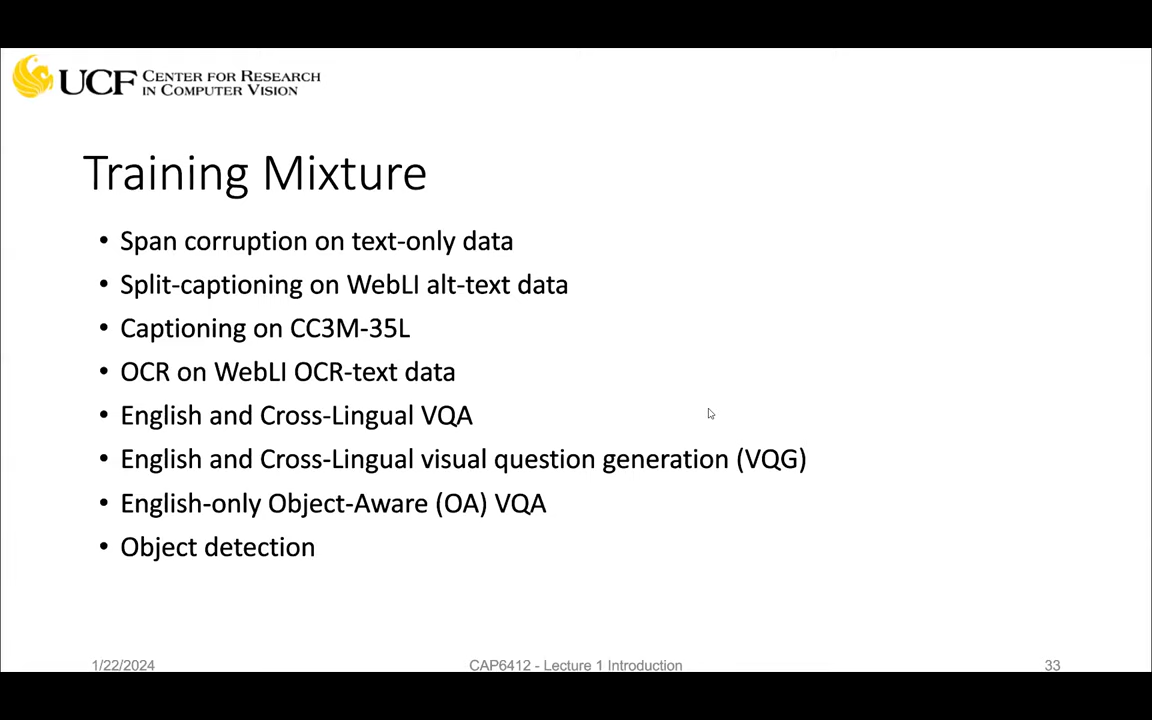 UCF CENTER FOR RESEARCH
IN COMPUTER VISION
Training Mixture
• Span corruption on text-only data
• Split-captioning on WebLI alt-text data
• Captioning on CC3M-35L
• OCR on WebLI OCR-text data
• English and Cross-Lingual VQA
• English and Cross-Lingual visual question generation (VQG)
• English-only Object-Aware (OA) VQA
• Object detection
1/22/2024 CAP6412 - Lecture 1 Introduction 33